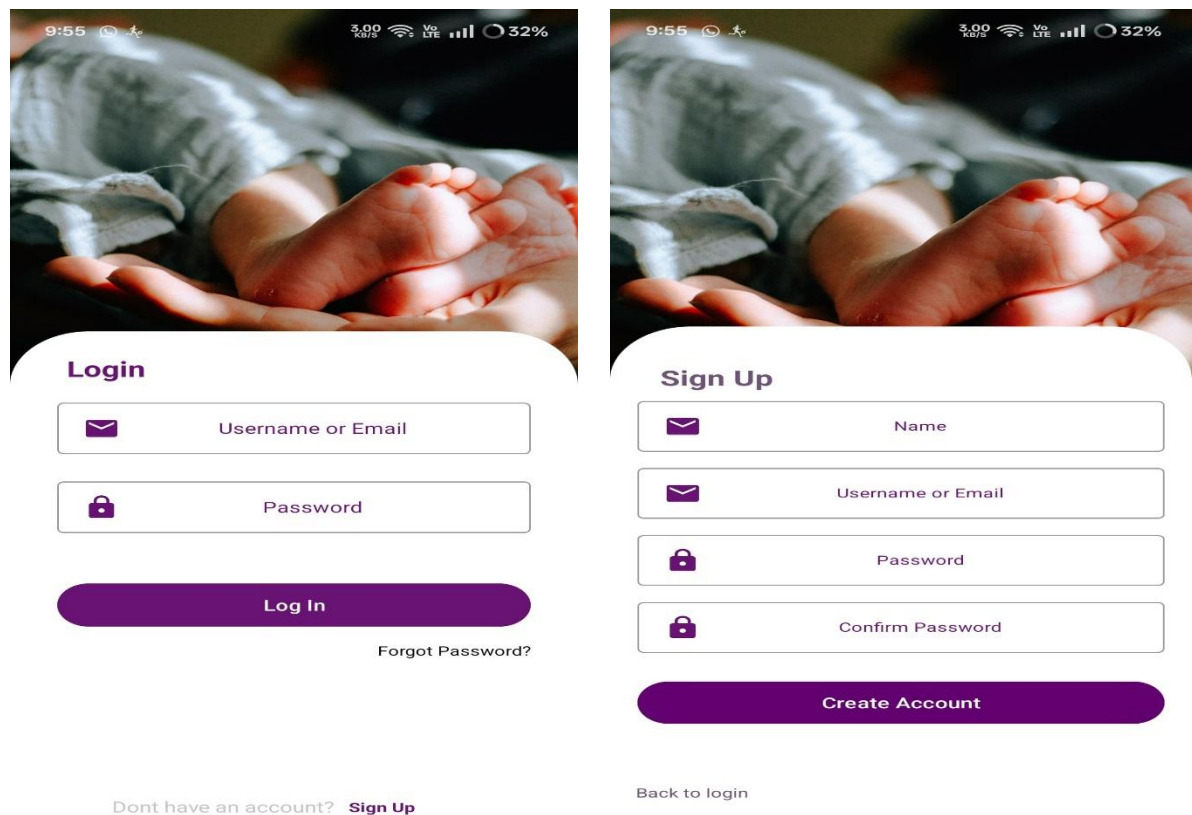 9:55 3.00 KB/S Vo LTE 32%
Login
Username or Email
Password
Log In
Forgot Password?
Dont have an account? Sign Up
9:55 3.00 KB/S Vo LTE 32%
Sign Up
Name
Username or Email
Password
Confirm Password
Create Account
Back to login